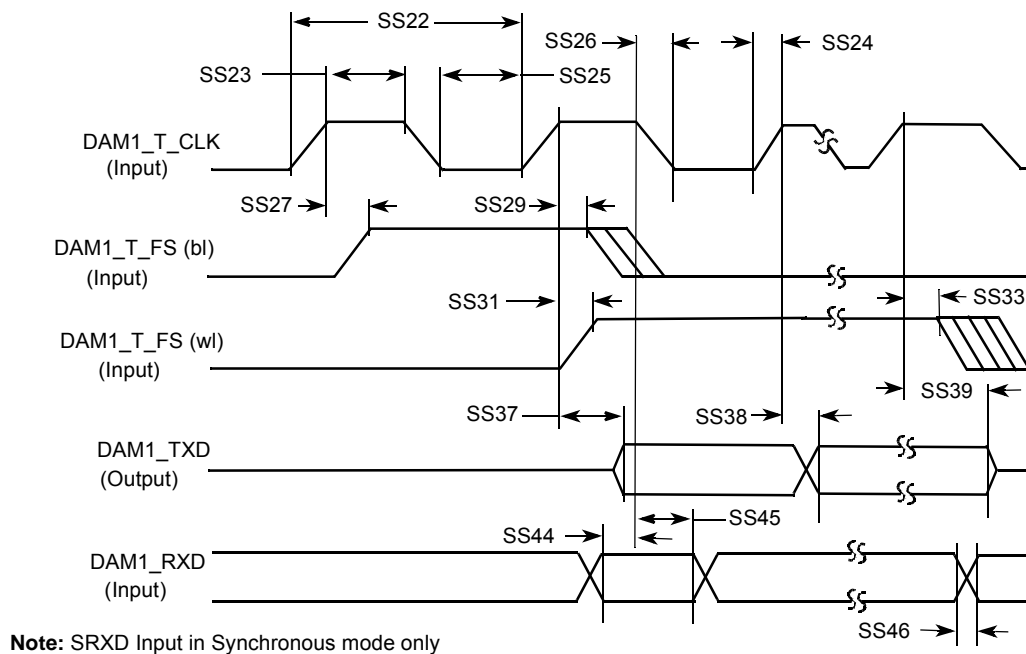 SS22
SS26
SS24
SS23
SS25
DAM1_T_CLK
(Input)
SS27
SS29
DAM1_T_FS (bl)
(Input)
SS31
SS33
DAM1_T_FS (wl)
(Input)
SS39
SS37
SS38
DAM1_TXD
(Output)
SS44
SS45
DAM1_RXD
(Input)
SS46
Note: SRXD Input in Synchronous mode only